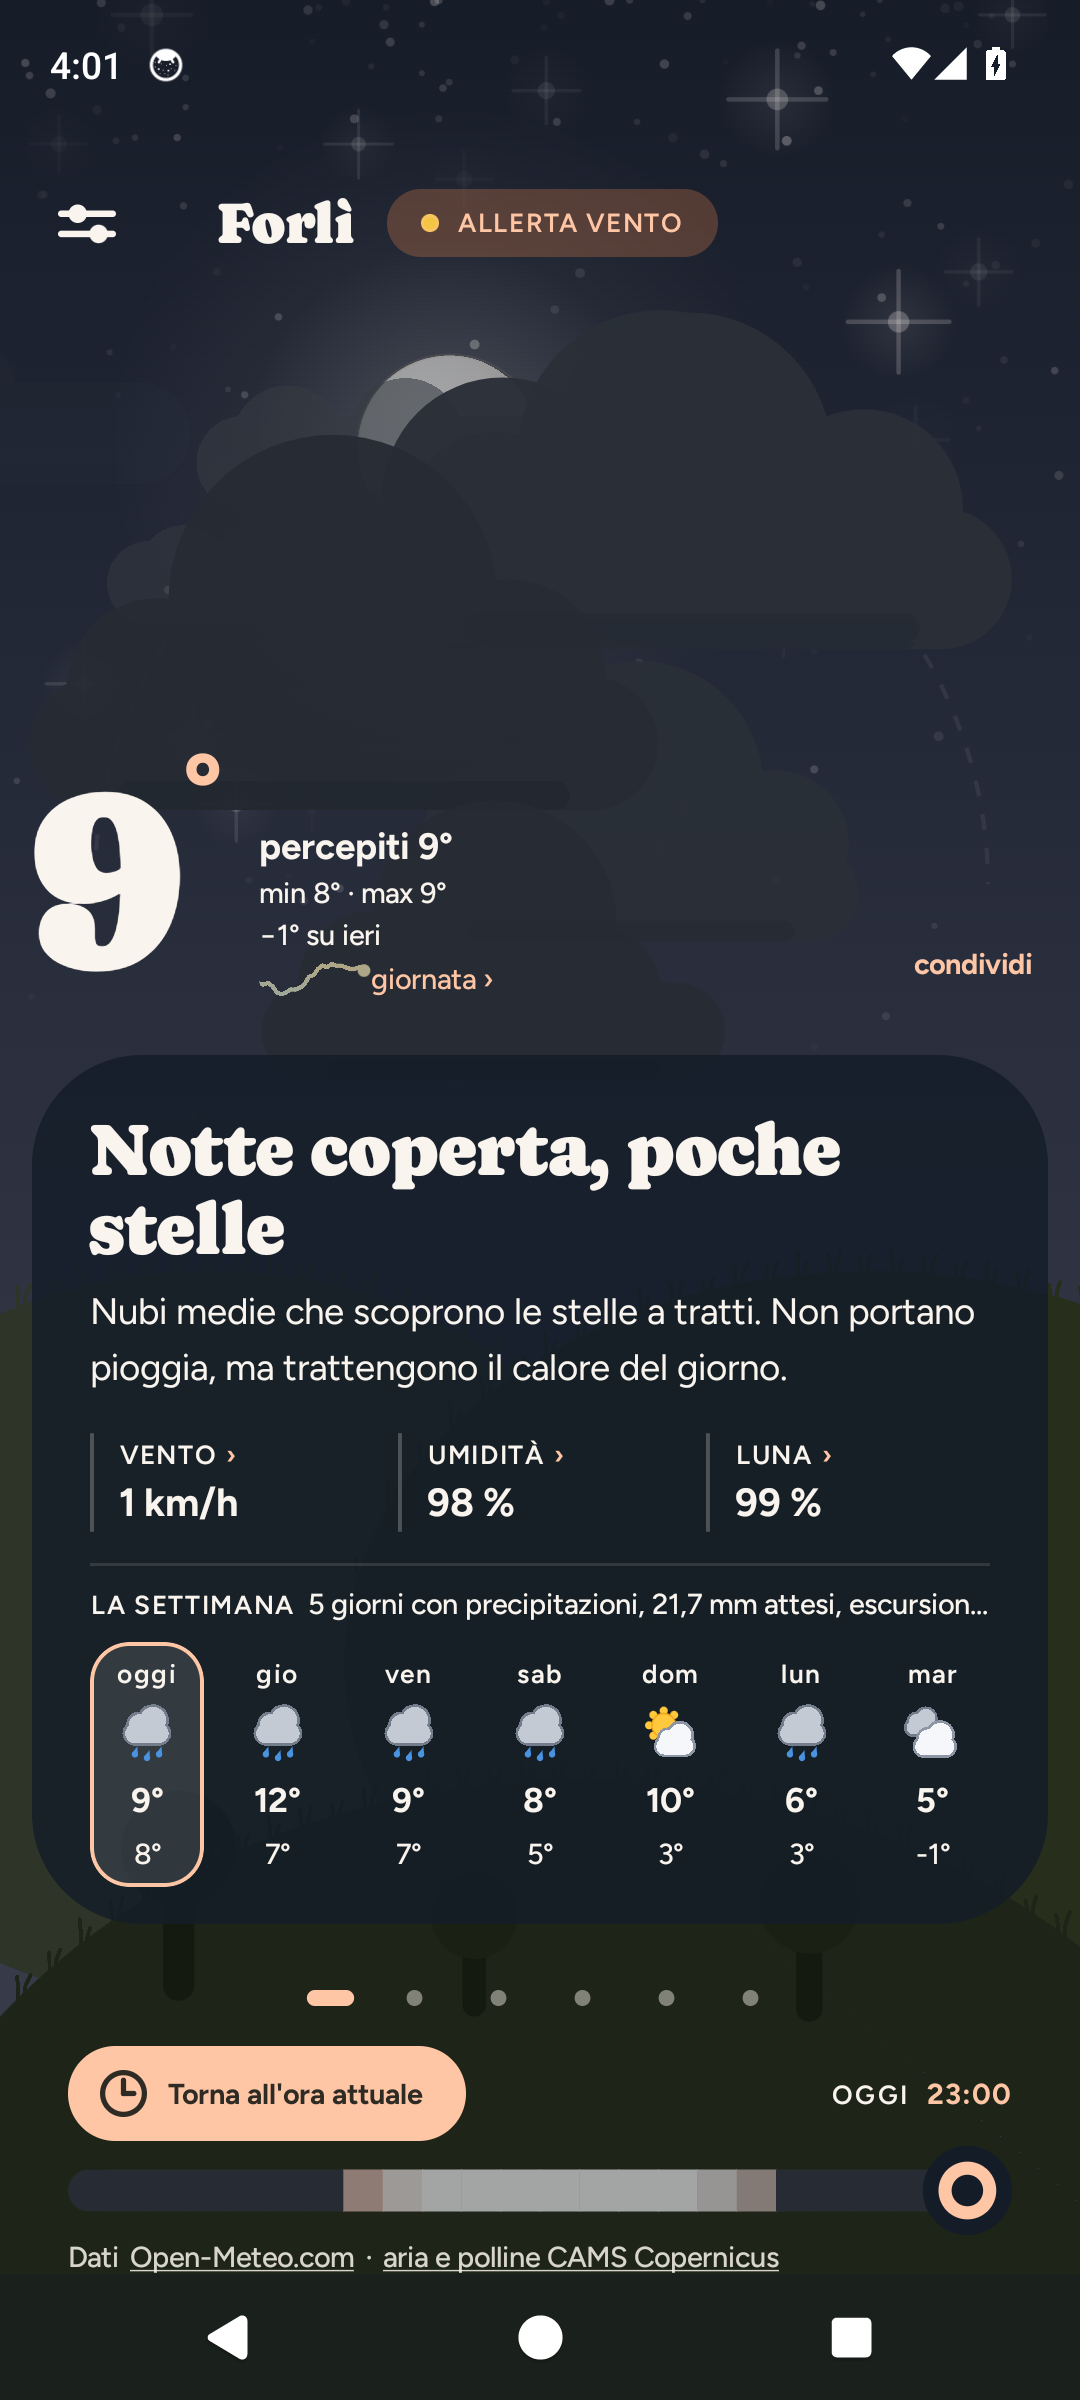 4:01
Forlì
ALLERTA VENTO
9°
percepiti 9°
min 8° · max 9°
−1° su ieri
giornata ›
condividi
Notte coperta, poche
stelle
Nubi medie che scoprono le stelle a tratti. Non portano
pioggia, ma trattengono il calore del giorno.
VENTO › UMIDITÀ › LUNA ›
1 km/h 98 % 99 %
LA SETTIMANA 5 giorni con precipitazioni, 21,7 mm attesi, escursion...
oggi gio ven sab dom lun mar
9° 12° 9° 8° 10° 6° 5°
8° 7° 7° 5° 3° 3° -1°
Torna all'ora attuale
OGGI 23:00
Dati Open-Meteo.com · aria e polline CAMS Copernicus